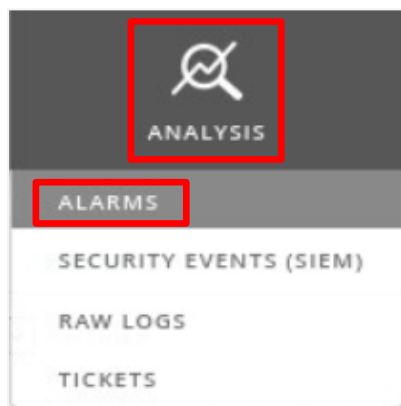 ANALYSIS
ALARMS
SECURITY EVENTS (SIEM)
RAW LOGS
TICKETS